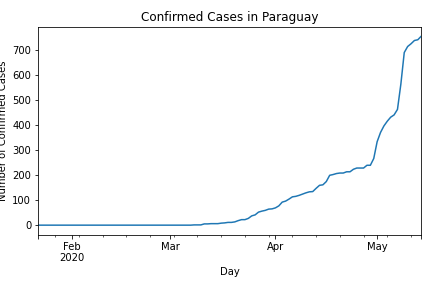 Confirmed Cases in Paraguay
Number of Confirmed Cases
700
600
500
400
300
200
100
0
Feb
2020
Mar
Apr
May
Day